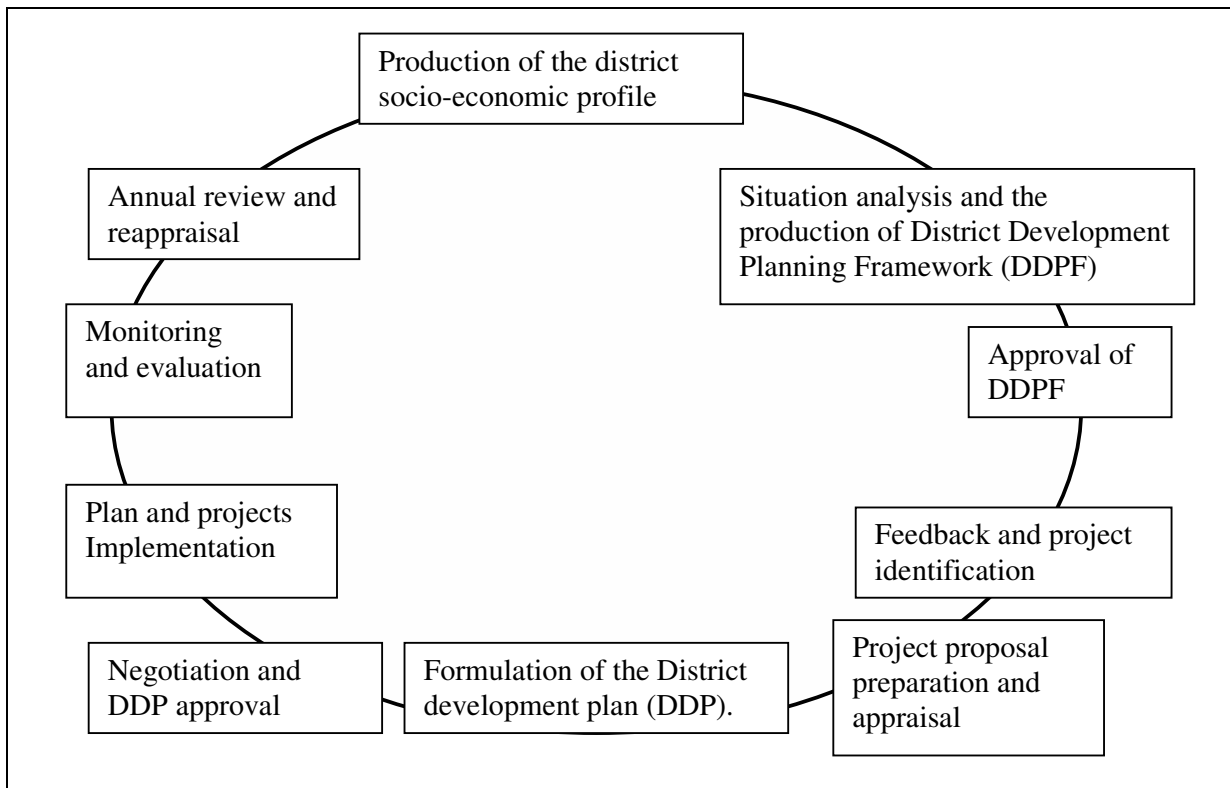 Production of the district
socio-economic profile
Situation analysis and the
production of District Development
Planning Framework (DDPF)
Approval of
DDPF
Feedback and project
identification
Project proposal
preparation and
appraisal
Formulation of the District
development plan (DDP).
Negotiation and
DDP approval
Plan and projects
Implementation
Monitoring
and evaluation
Annual review and
reappraisal